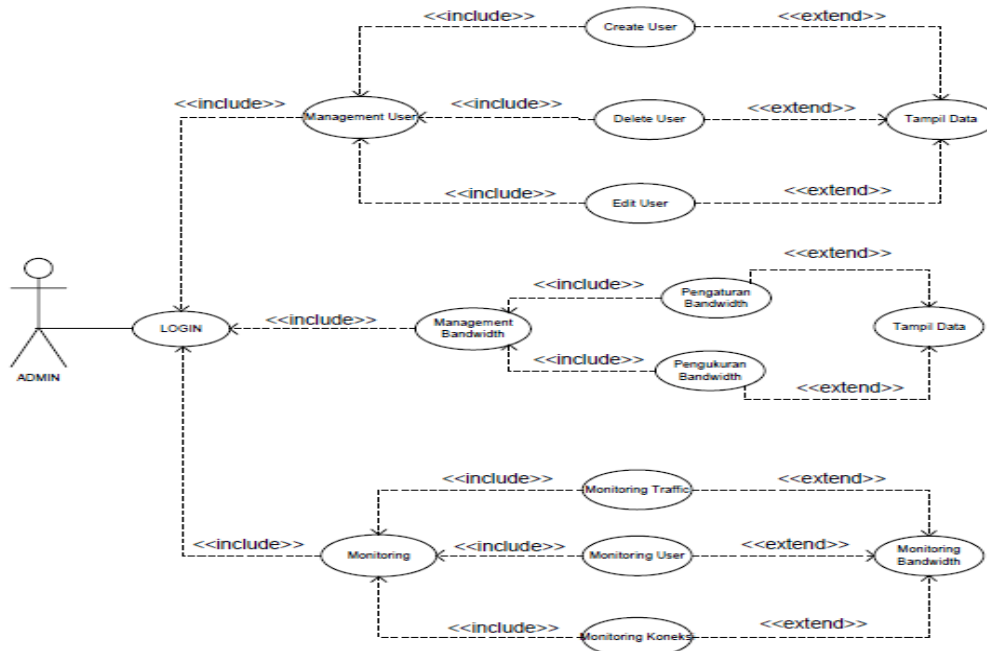 <<include>>
Create User
<<extend>>
<<include>>
Management User
<<include>>
Delete User
<<extend>>
Tampil Data
<<include>>
Edit User
<<extend>>
ADMIN
LOGIN
<<include>>
Management
Bandwidth
<<include>>
Pengaturan
Bandwidth
<<extend>>
Tampil Data
<<include>>
Pengukuran
Bandwidth
<<extend>>
<<include>>
Monitoring
<<include>>
Monitoring Traffic
<<extend>>
<<include>>
Monitoring User
<<extend>>
Monitoring
Bandwidth
<<include>>
Monitoring Koneksi
<<extend>>